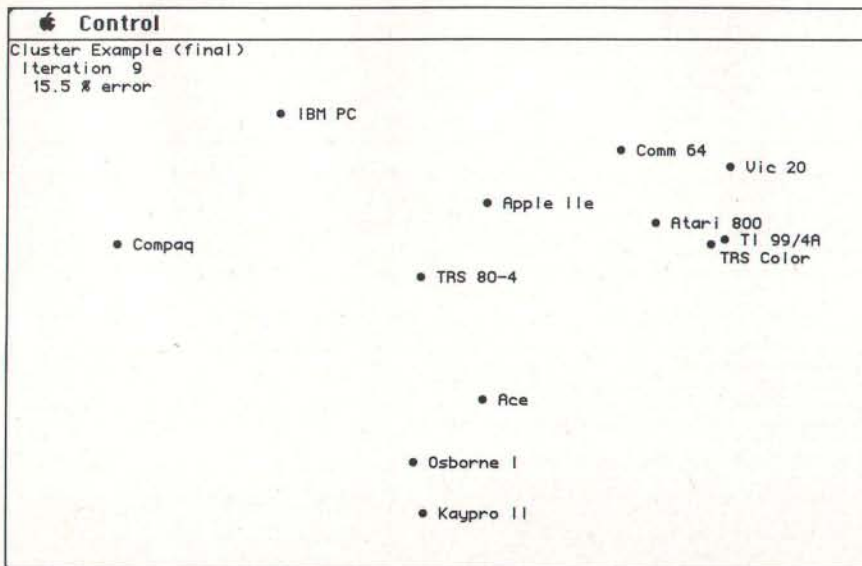 Control
Cluster Example (final)
Iteration 9
15.5 % error
IBM PC
Comm 64
Vic 20
Apple IIe
Atari 800
Compaq
TI 99/4A
TRS Color
TRS 80-4
Ace
Osborne I
Kaypro II